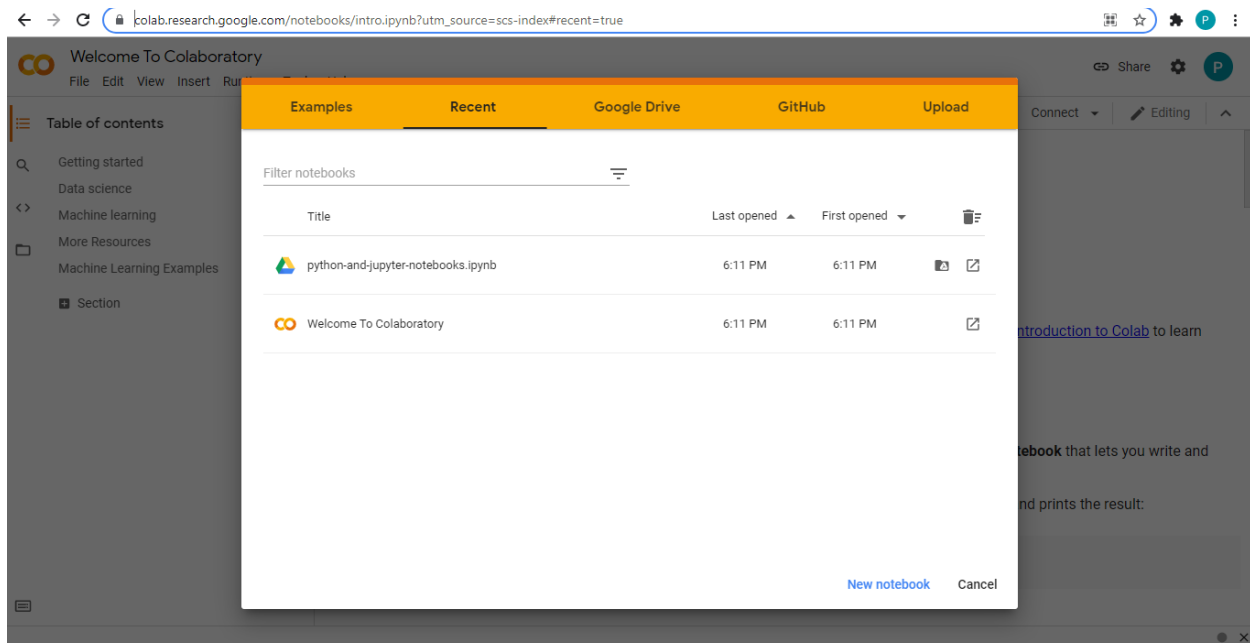 colab.research.google.com/notebooks/intro.ipynb?utm_source=scs-index#recent=true
P
Welcome To Colaboratory
File Edit View Insert
Share
P
Examples Recent Google Drive GitHub Upload
Connect Editing
Table of contents
Getting started
Data science
Machine learning
More Resources
Machine Learning Examples
Section
Filter notebooks
Title Last opened First opened
python-and-jupyter-notebooks.ipynb 6:11 PM 6:11 PM
Welcome To Colaboratory 6:11 PM 6:11 PM
ntroduction to Colab to learn
tebook that lets you write and
nd prints the result:
New notebook Cancel